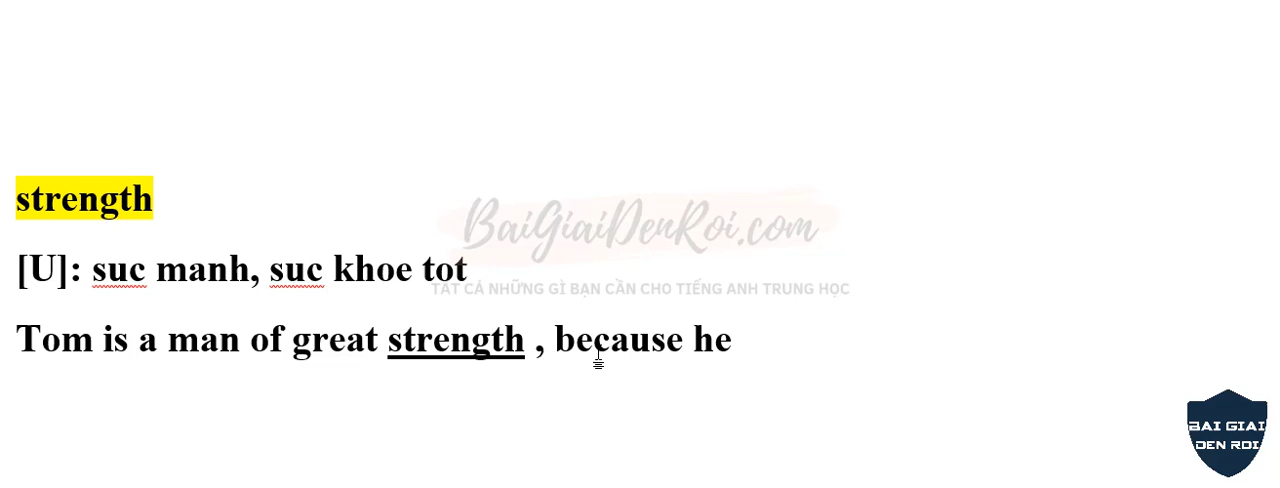 strength
BaiGiaiDenRoi.com
[U]: suc manh, suc khoe tot
TẤT CẢ NHỮNG GÌ BẠN CẦN CHO TIẾNG ANH TRUNG HỌC
Tom is a man of great strength , because he
BAI GIAI
DEN ROI